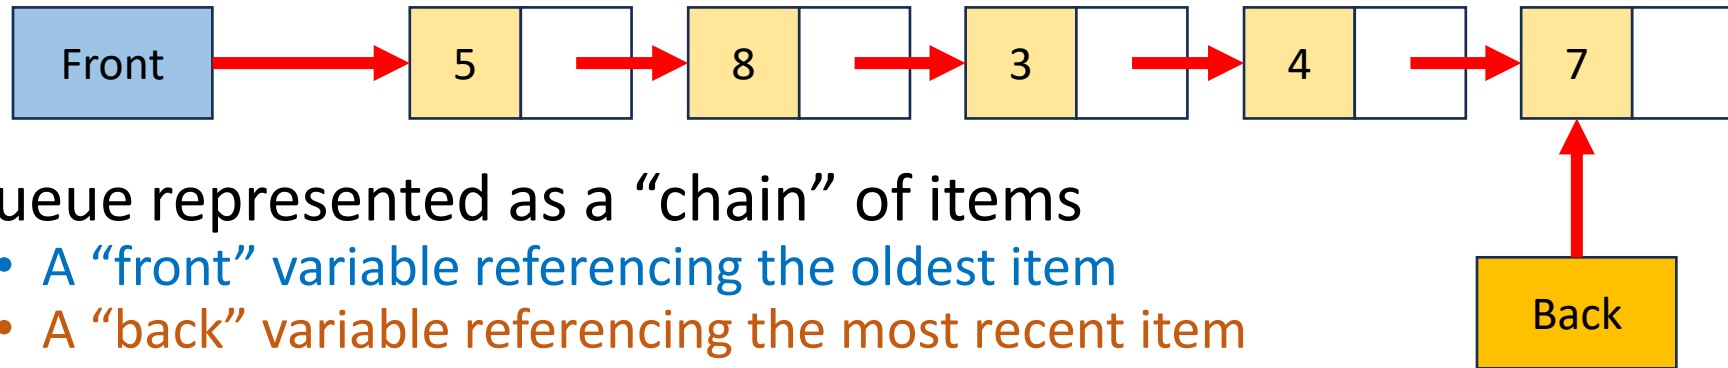 Front 5 8 3 4 7
ueue represented as a “chain” of items
• A “front” variable referencing the oldest item
• A “back” variable referencing the most recent item
Back